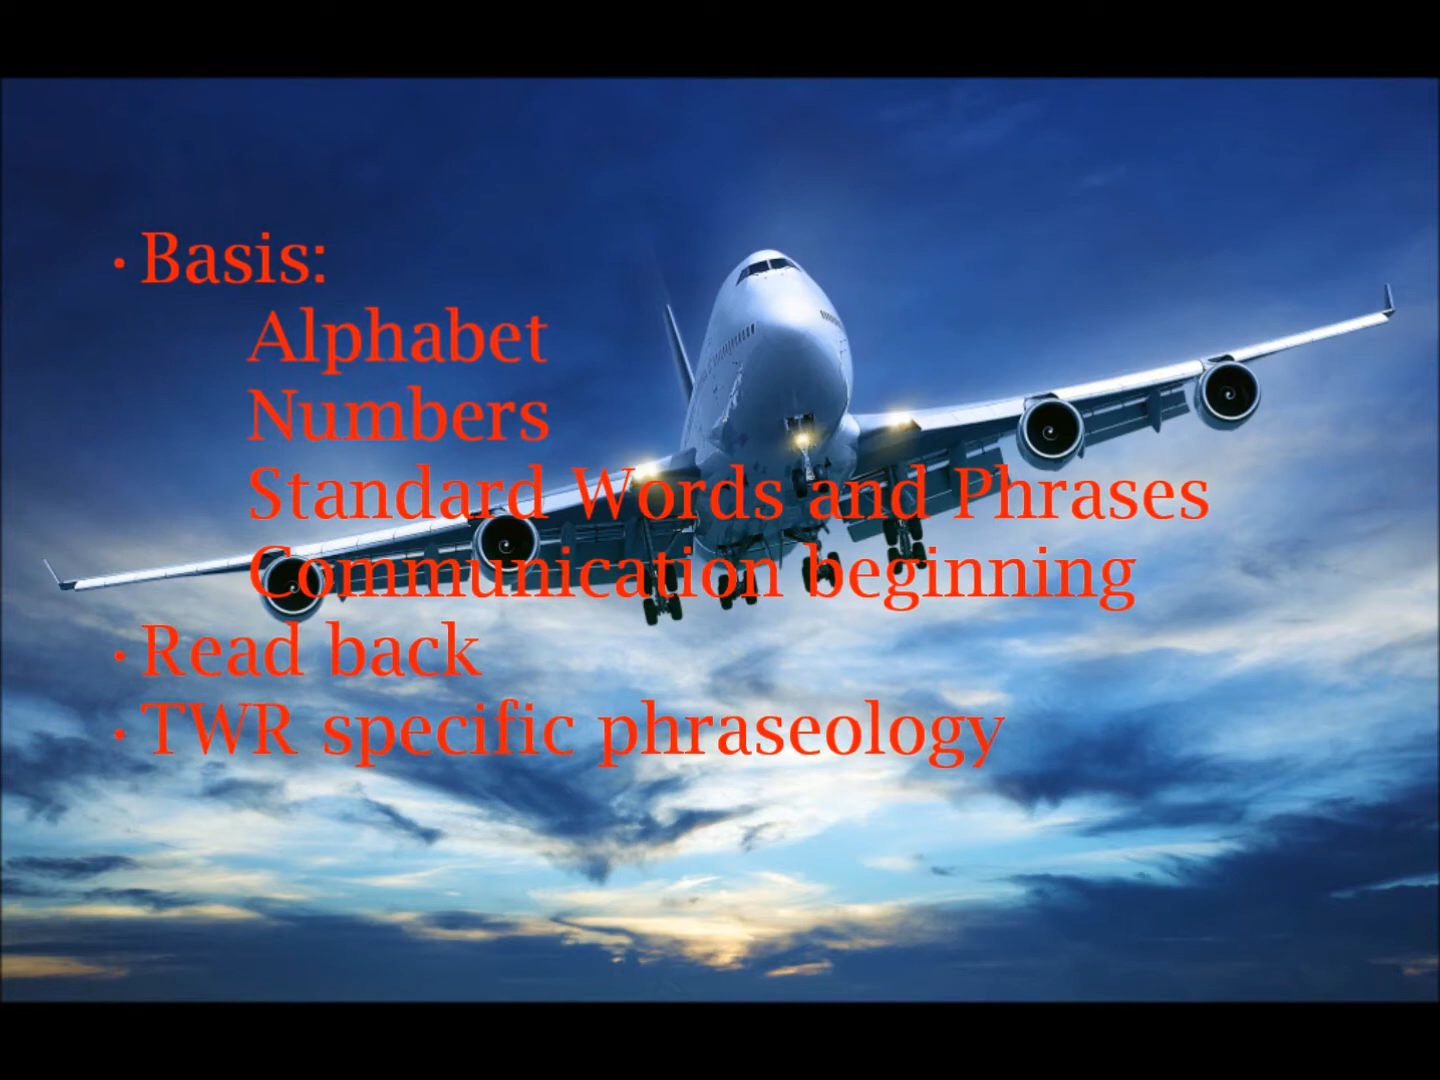 · Basis:
Alphabet
Numbers
Standard Words and Phrases
Communication beginning
· Read back
· TWR specific phraseology